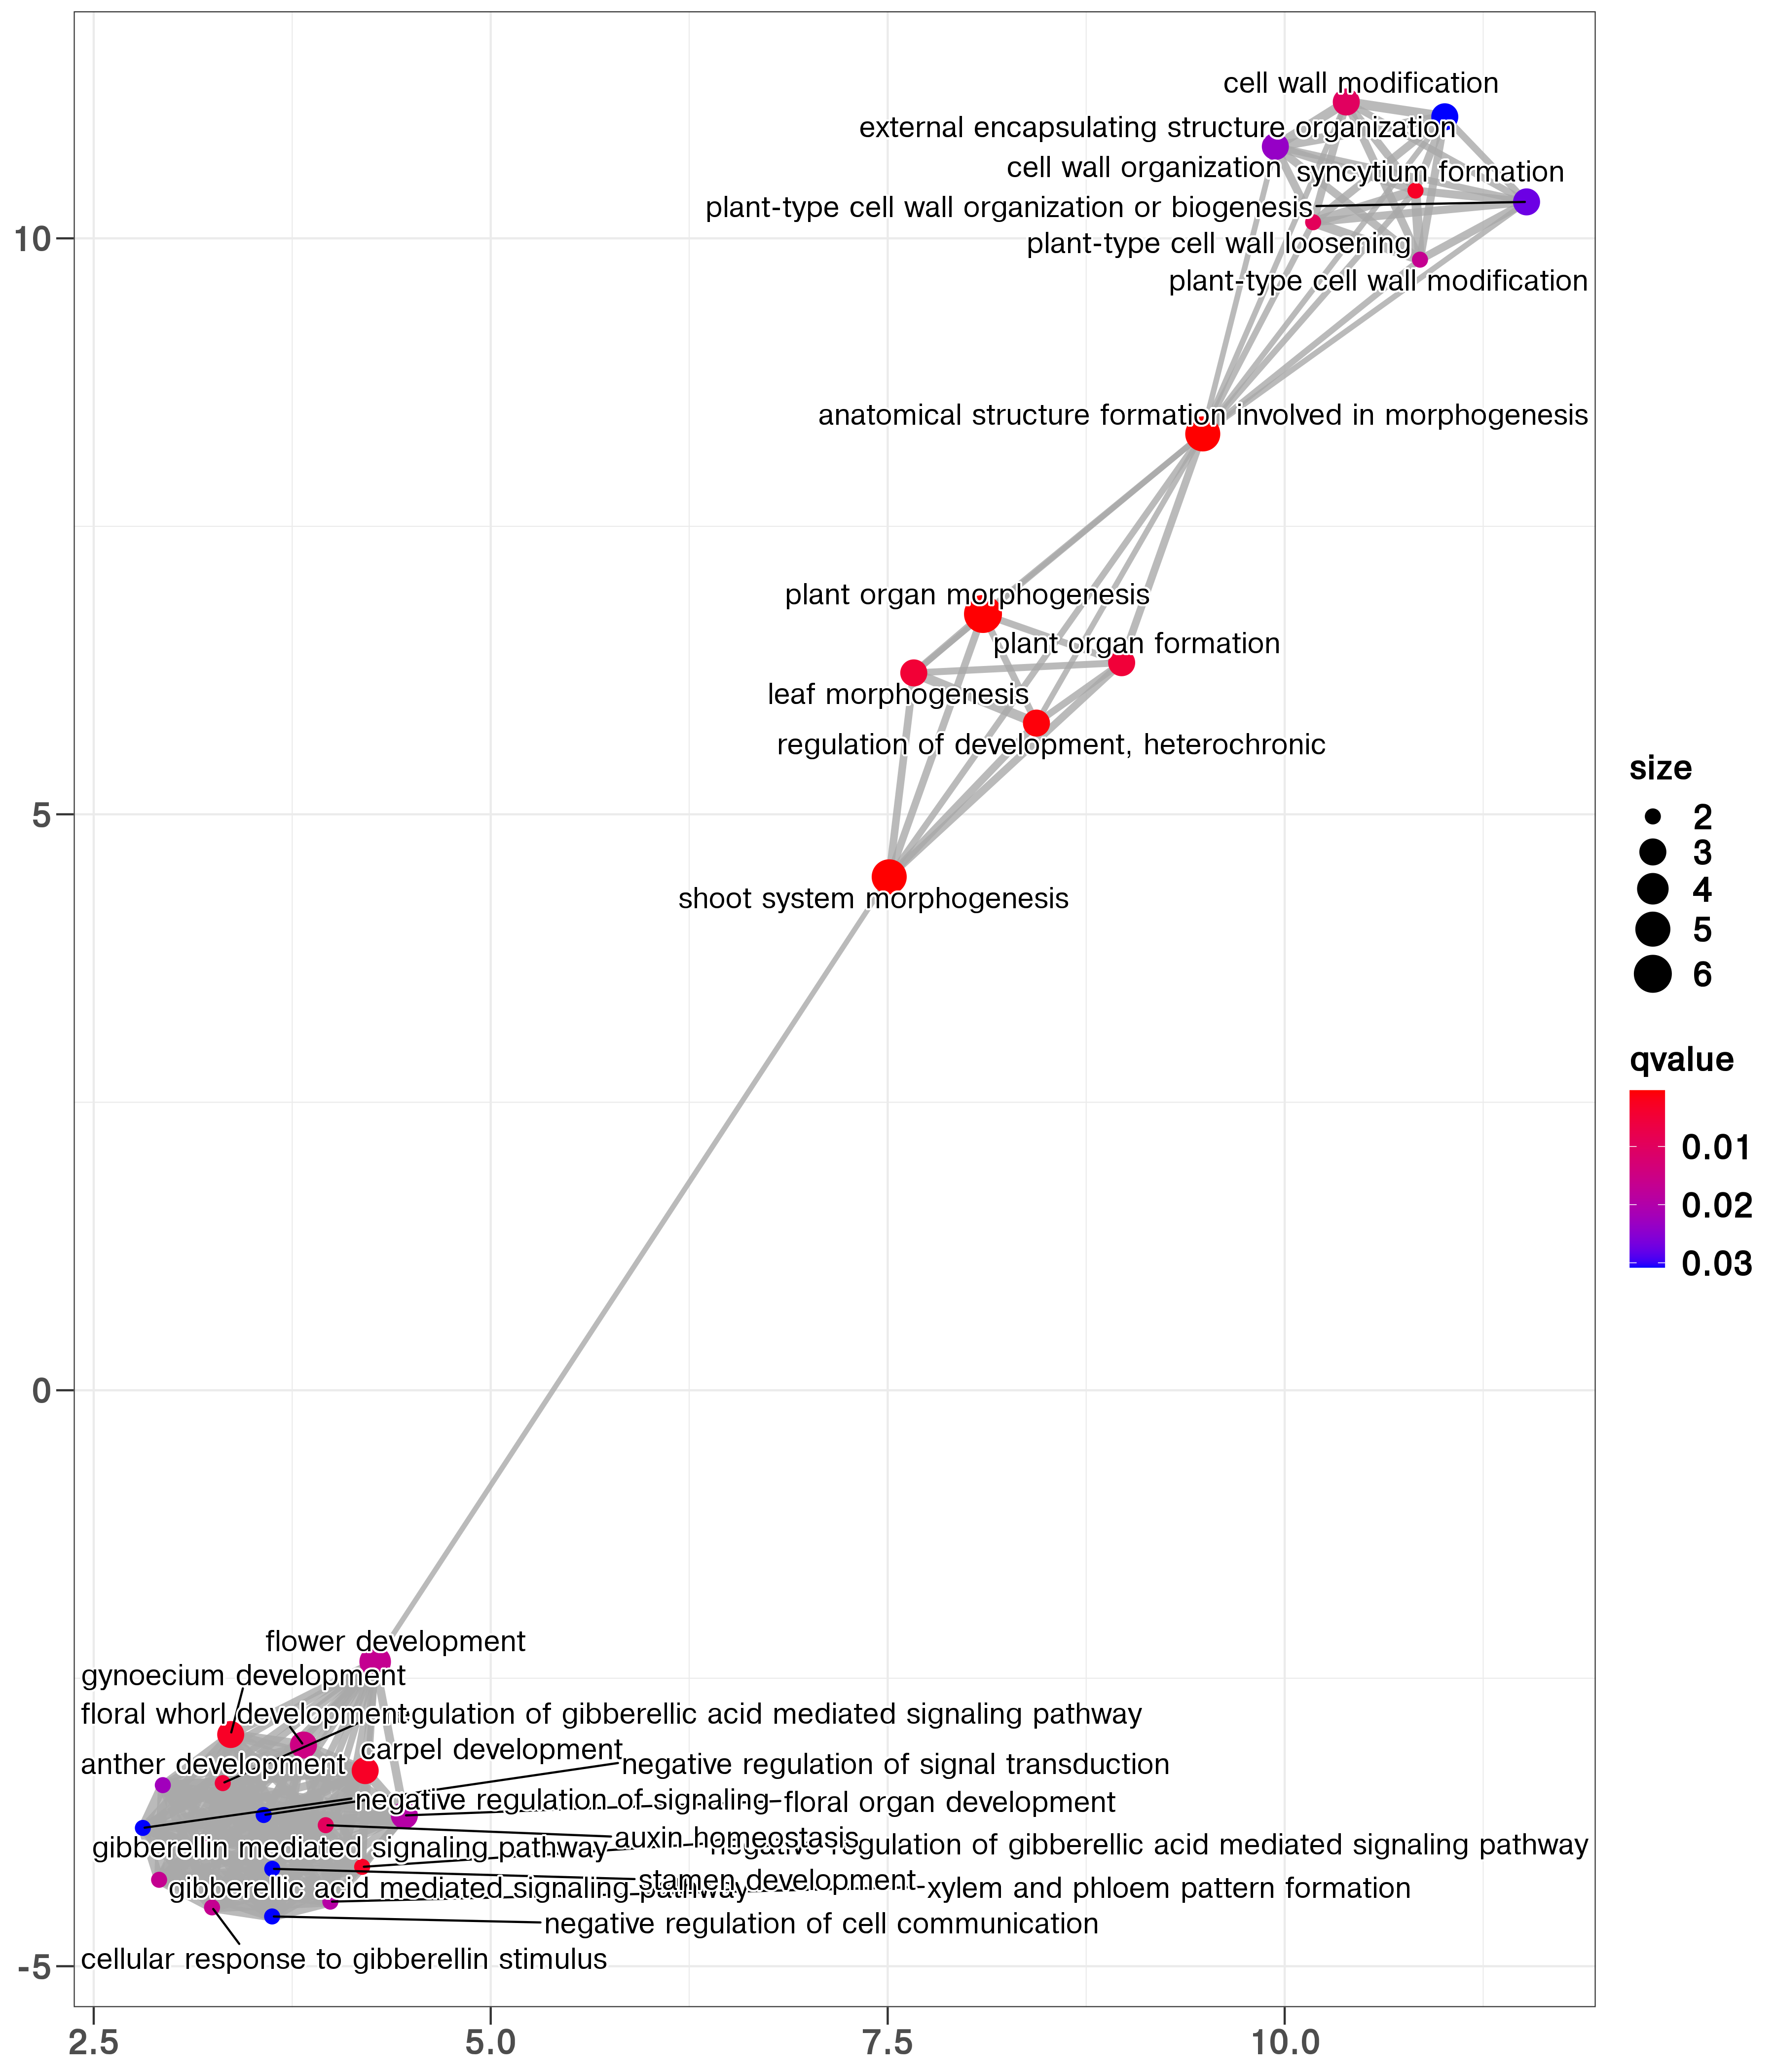 cell wall modification
external encapsulating structure organization
cell wall organization
syncytium formation
plant-type cell wall organization or biogenesis
10
plant-type cell wall loosening
plant-type cell wall modification
anatomical structure formation involved in morphogenesis
plant organ morphogenesis
plant organ formation
leaf morphogenesis
regulation of development, heterochronic
size
2
3
4
5
6
5
shoot system morphogenesis
qvalue
0.01
0.02
0.03
0
flower development
gynoecium development
floral whorl development
gulation of gibberellic acid mediated signaling pathway
carpel development
anther development
negative regulation of signal transduction
negative regulation of signaling
floral organ development
auxin homeostasis
negative regulation of gibberellic acid mediated signaling pathway
gibberellin mediated signaling pathway
stamen development
gibberellic acid mediated signaling pathway
xylem and phloem pattern formation
negative regulation of cell communication
cellular response to gibberellin stimulus
-5
2.5
5.0
7.5
10.0